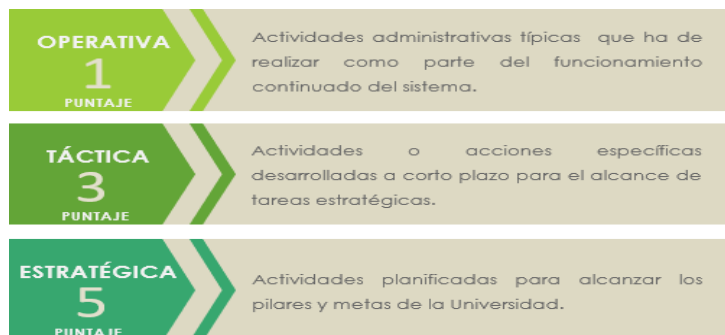 OPERATIVA
1
PUNTAJE
Actividades administrativas típicas que ha de
realizar como parte del funcionamiento
continuado del sistema.
TÁCTICA
3
PUNTAJE
Actividades o acciones específicas
desarrolladas a corto plazo para el alcance de
tareas estratégicas.
ESTRATÉGICA
5
PUNTAJE
Actividades planificadas para alcanzar los
pilares y metas de la Universidad.